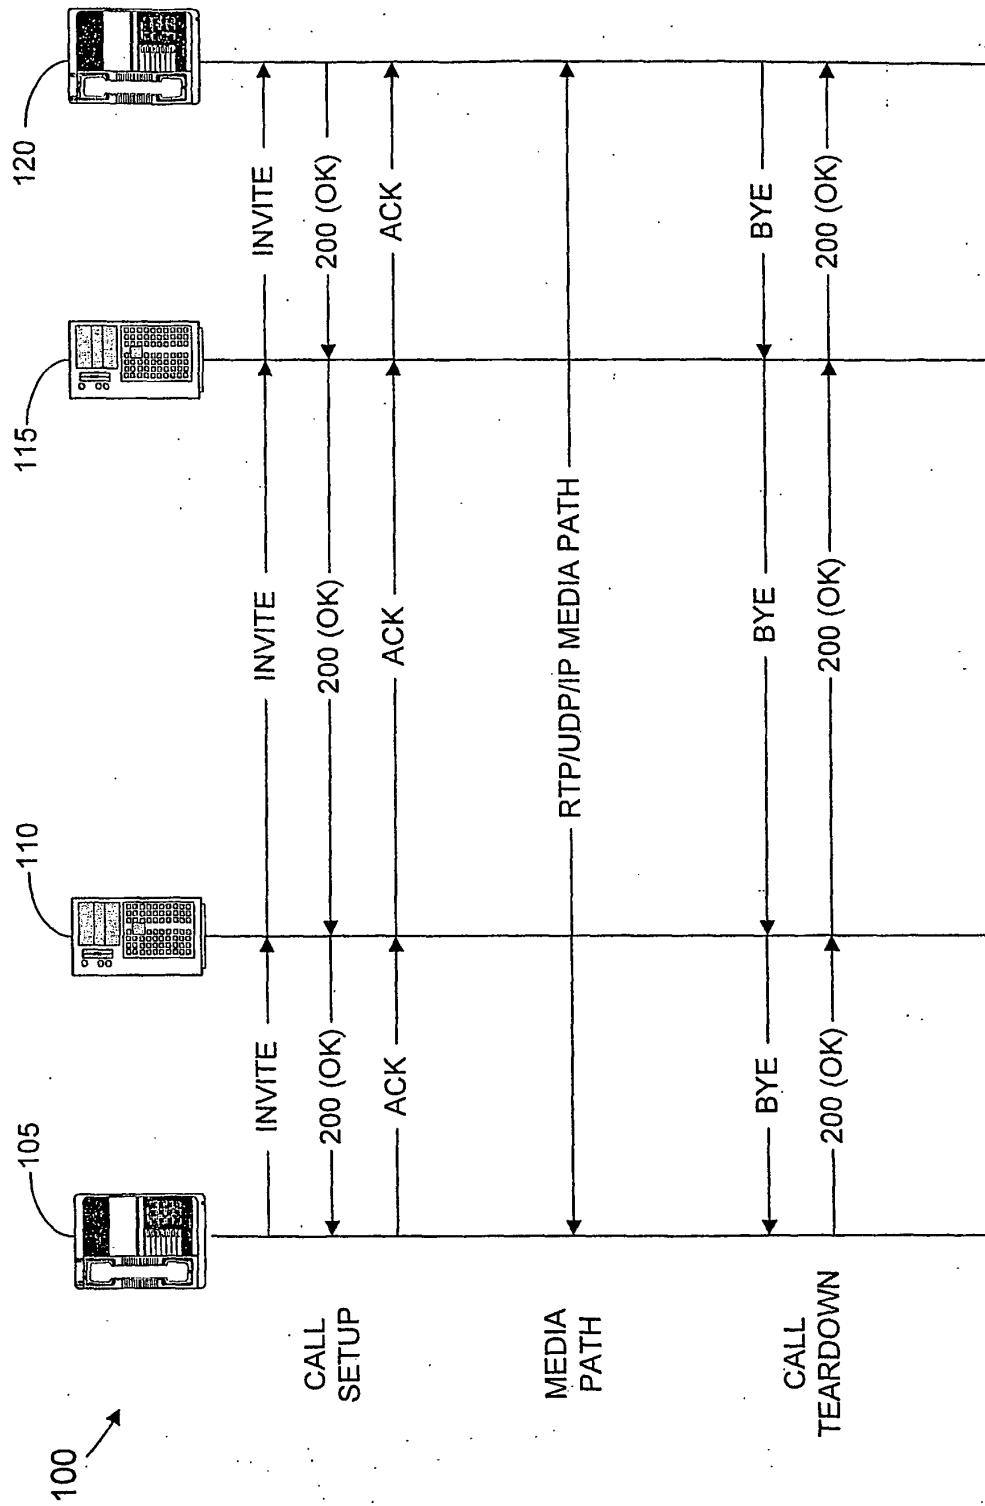 100
105
110
115
120
CALL
SETUP
INVITE
INVITE
INVITE
200 (OK)
200 (OK)
200 (OK)
ACK
ACK
ACK
MEDIA
PATH
RTP/UDP/IP MEDIA PATH
CALL
TEARDOWN
BYE
BYE
BYE
200 (OK)
200 (OK)
200 (OK)